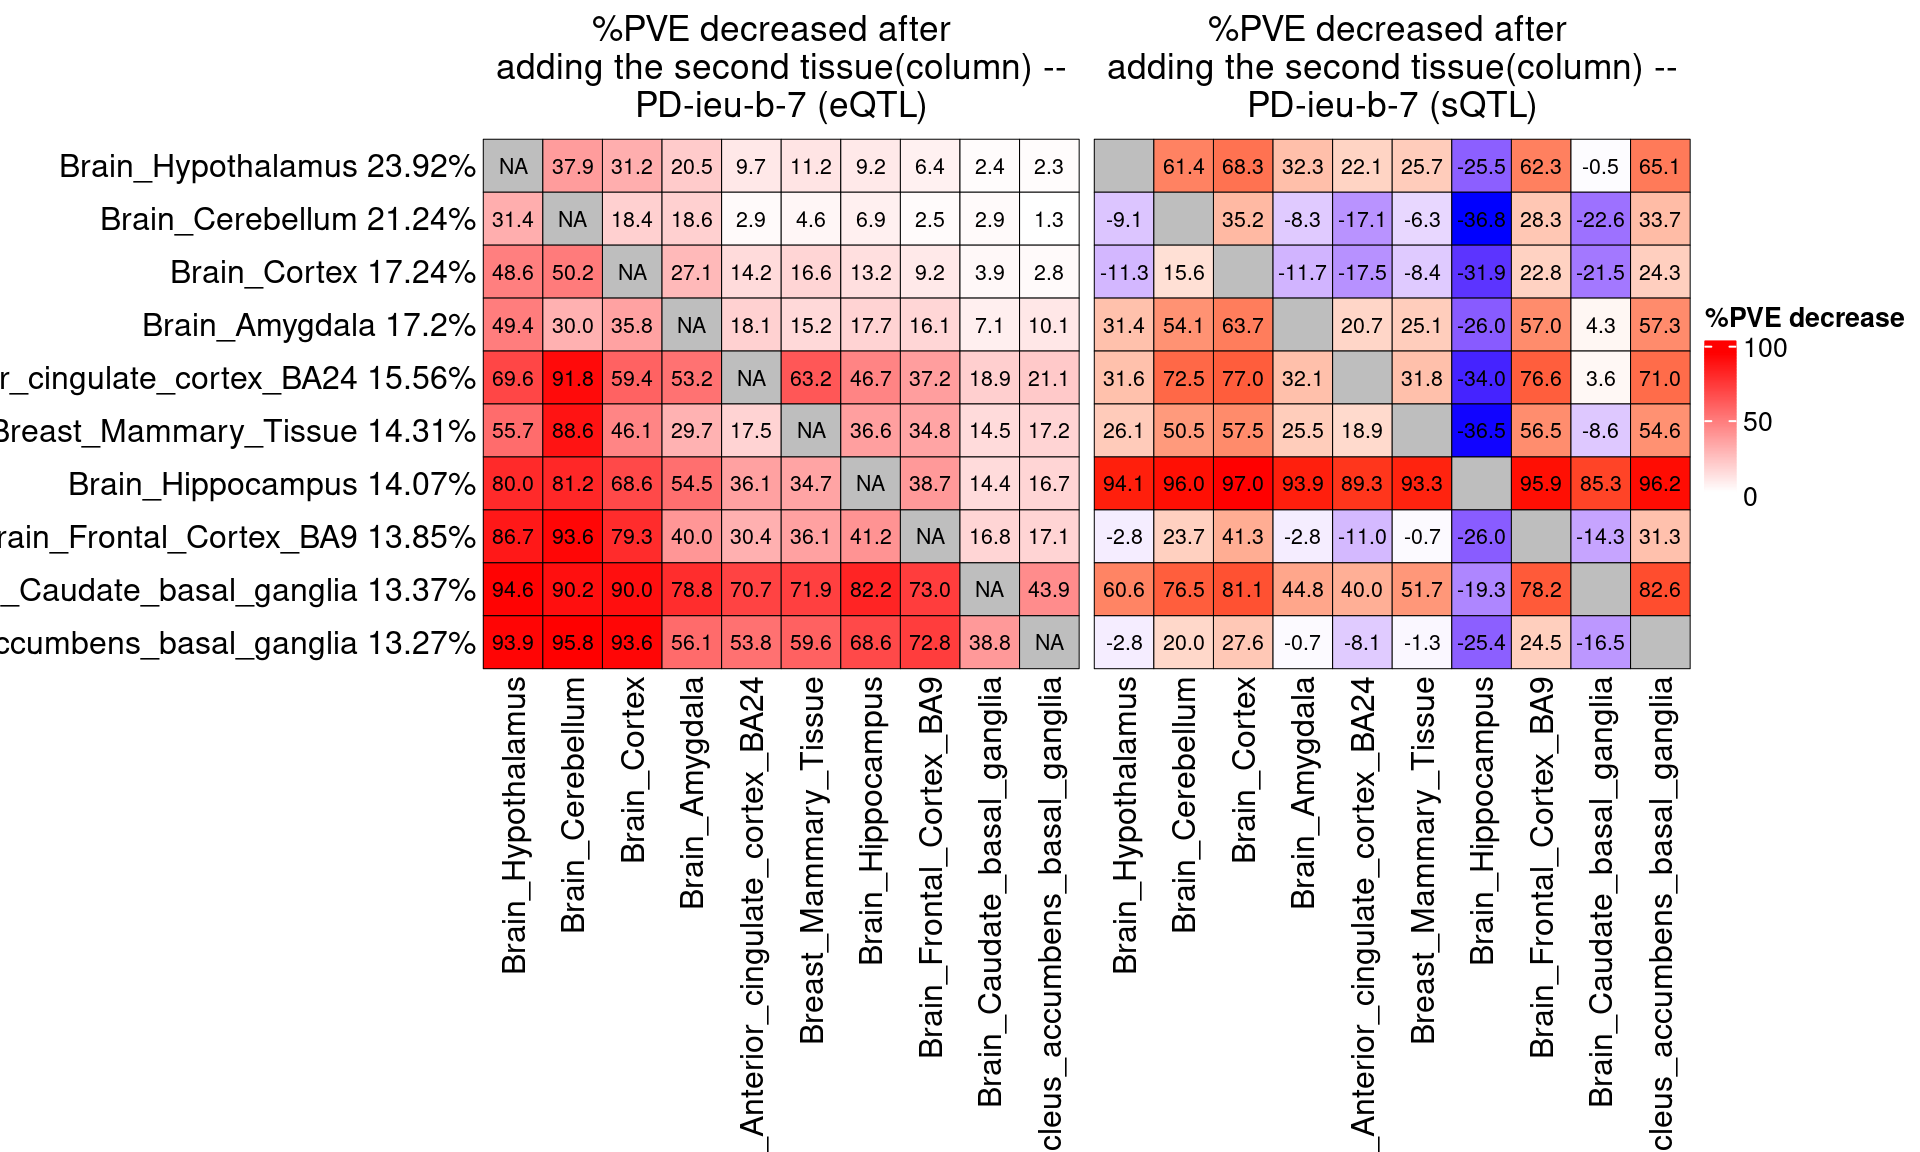 %PVE decreased after
adding the second tissue(column) --
PD-ieu-b-7 (eQTL)
%PVE decreased after
adding the second tissue(column) --
PD-ieu-b-7 (sQTL)
Brain_Hypothalamus 23.92% NA 37.9 31.2 20.5 9.7 11.2 9.2 6.4 2.4 2.3 61.4 68.3 32.3 22.1 25.7 -25.5 62.3 -0.5 65.1
Brain_Cerebellum 21.24% 31.4 NA 18.4 18.6 2.9 4.6 6.9 2.5 2.9 1.3 -9.1 35.2 -8.3 -17.1 -6.3 -36.8 28.3 -22.6 33.7
Brain_Cortex 17.24% 48.6 50.2 NA 27.1 14.2 16.6 13.2 9.2 3.9 2.8 -11.3 15.6 -11.7 -17.5 -8.4 -31.9 22.8 -21.5 24.3
Brain_Amygdala 17.2% 49.4 30.0 35.8 NA 18.1 15.2 17.7 16.1 7.1 10.1 31.4 54.1 63.7 20.7 25.1 -26.0 57.0 4.3 57.3
r_cingulate_cortex_BA24 15.56% 69.6 91.8 59.4 53.2 NA 63.2 46.7 37.2 18.9 21.1 31.6 72.5 77.0 32.1 31.8 -34.0 76.6 3.6 71.0
Breast_Mammary_Tissue 14.31% 55.7 88.6 46.1 29.7 17.5 NA 36.6 34.8 14.5 17.2 26.1 50.5 57.5 25.5 18.9 -36.5 56.5 -8.6 54.6
Brain_Hippocampus 14.07% 80.0 81.2 68.6 54.5 36.1 34.7 NA 38.7 14.4 16.7 94.1 96.0 97.0 93.9 89.3 93.3 95.9 85.3 96.2
rain_Frontal_Cortex_BA9 13.85% 86.7 93.6 79.3 40.0 30.4 36.1 41.2 NA 16.8 17.1 -2.8 23.7 41.3 -2.8 -11.0 -0.7 -26.0 -14.3 31.3
_Caudate_basal_ganglia 13.37% 94.6 90.2 90.0 78.8 70.7 71.9 82.2 73.0 NA 43.9 60.6 76.5 81.1 44.8 40.0 51.7 -19.3 78.2 82.6
ccumbens_basal_ganglia 13.27% 93.9 95.8 93.6 56.1 53.8 59.6 68.6 72.8 38.8 NA -2.8 20.0 27.6 -0.7 -8.1 -1.3 -25.4 24.5 -16.5
%PVE decrease
100
50
0
Brain_Hypothalamus
Brain_Cerebellum
Brain_Cortex
Brain_Amygdala
_Anterior_cingulate_cortex_BA24
Breast_Mammary_Tissue
Brain_Hippocampus
Brain_Frontal_Cortex_BA9
Brain_Caudate_basal_ganglia
cleus_accumbens_basal_ganglia
Brain_Hypothalamus
Brain_Cerebellum
Brain_Cortex
Brain_Amygdala
_Anterior_cingulate_cortex_BA24
Breast_Mammary_Tissue
Brain_Hippocampus
Brain_Frontal_Cortex_BA9
Brain_Caudate_basal_ganglia
cleus_accumbens_basal_ganglia